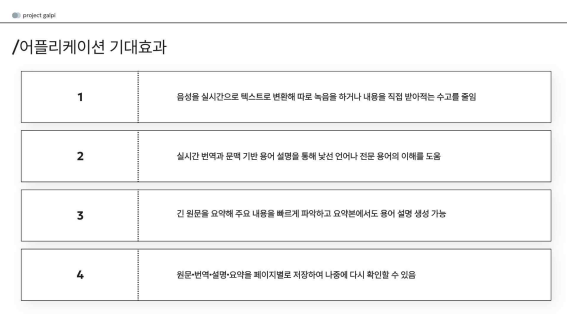 project galpi
/어플리케이션 기대효과
1
음성을 실시간으로 텍스트로 변환해 따로 녹음을 하거나 내용을 직접 받아적는 수고를 줄임
2
실시간 번역과 문맥 기반 용어 설명을 통해 낯선 언어나 전문 용어의 이해를 도움
3
긴 원문을 요약해 주요 내용을 빠르게 파악하고 요약본에서도 용어 설명 생성 가능
4
원문•번역•설명•요약을 페이지별로 저장하여 나중에 다시 확인할 수 있음